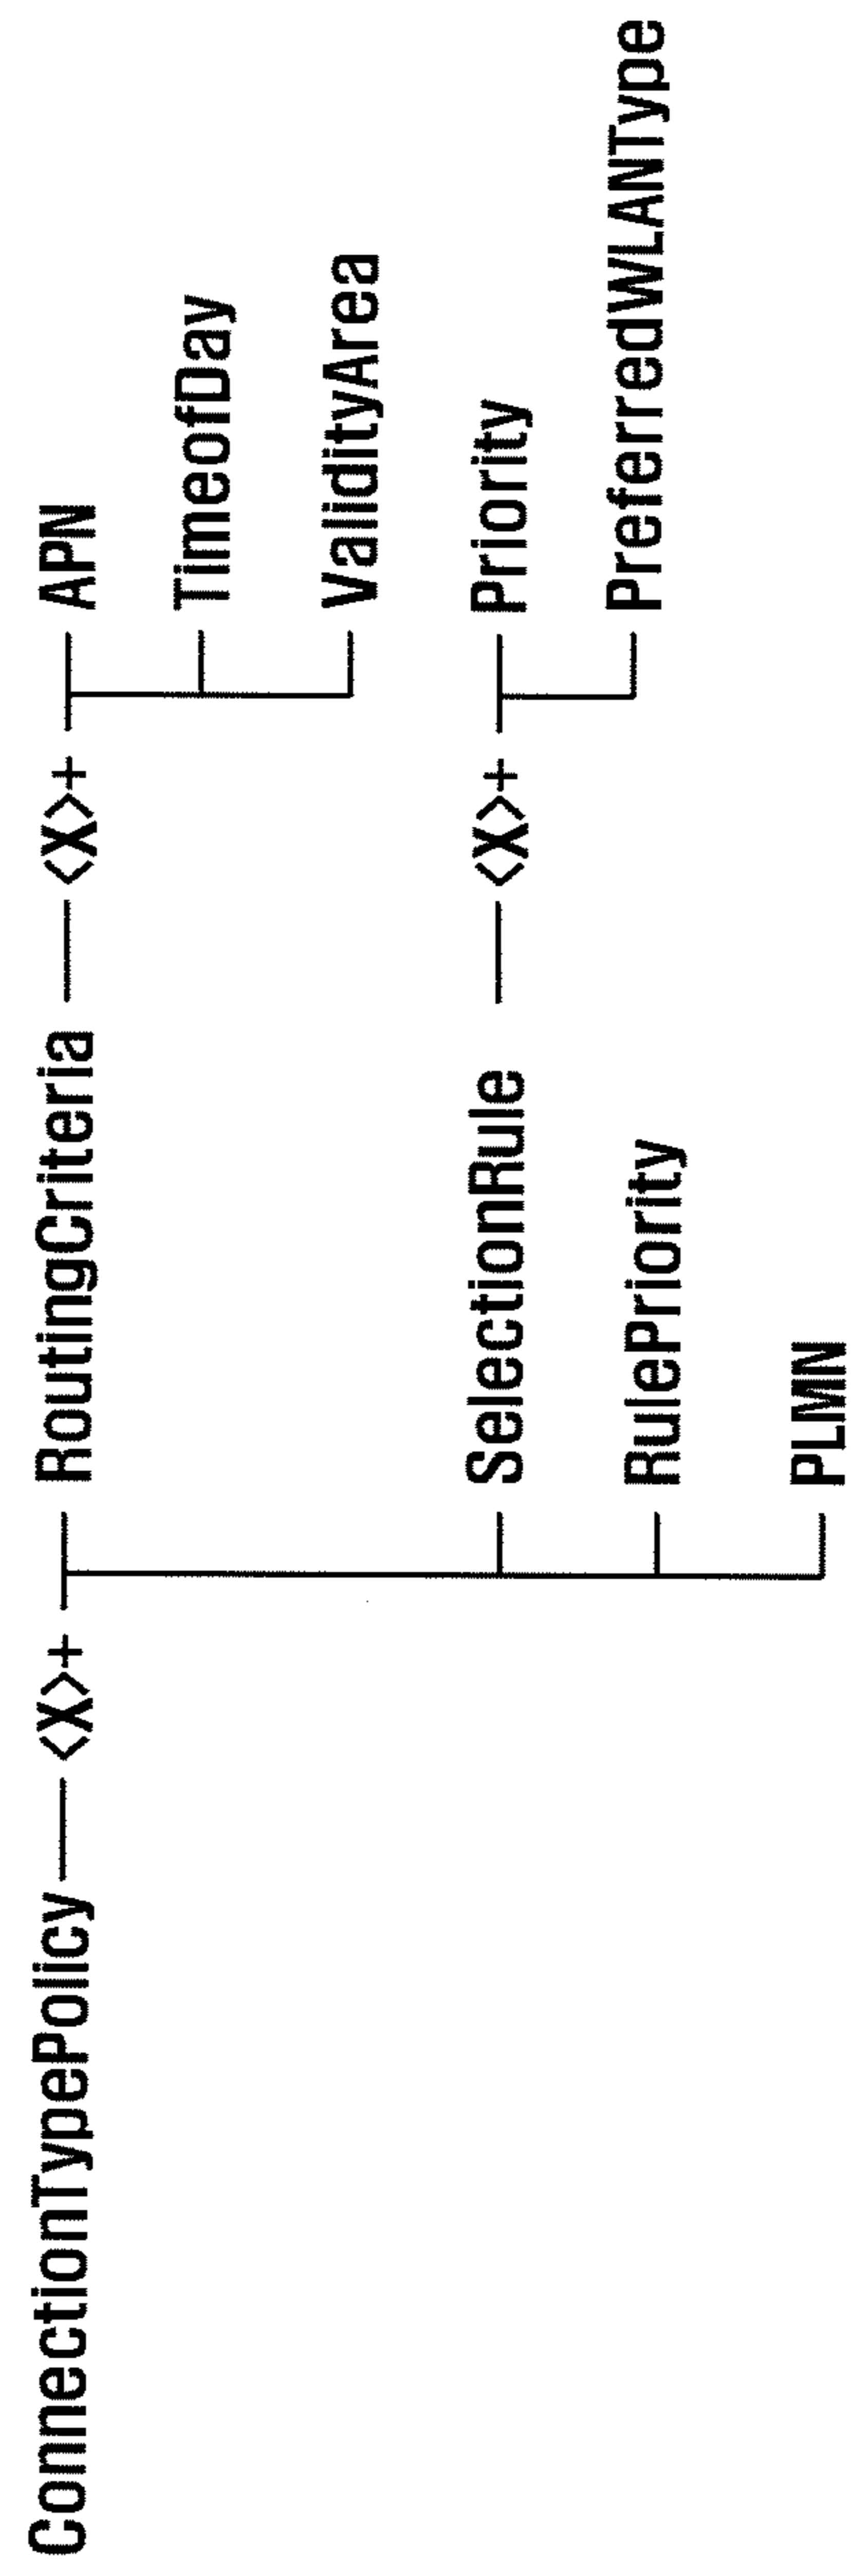 ConnectionTypePolicy <X>+ RoutingCriteria <X>+ APN
TimeofDay
ValidityArea
SelectionRule <X>+ Priority
PreferredWLANType
RulePriority
PLMN